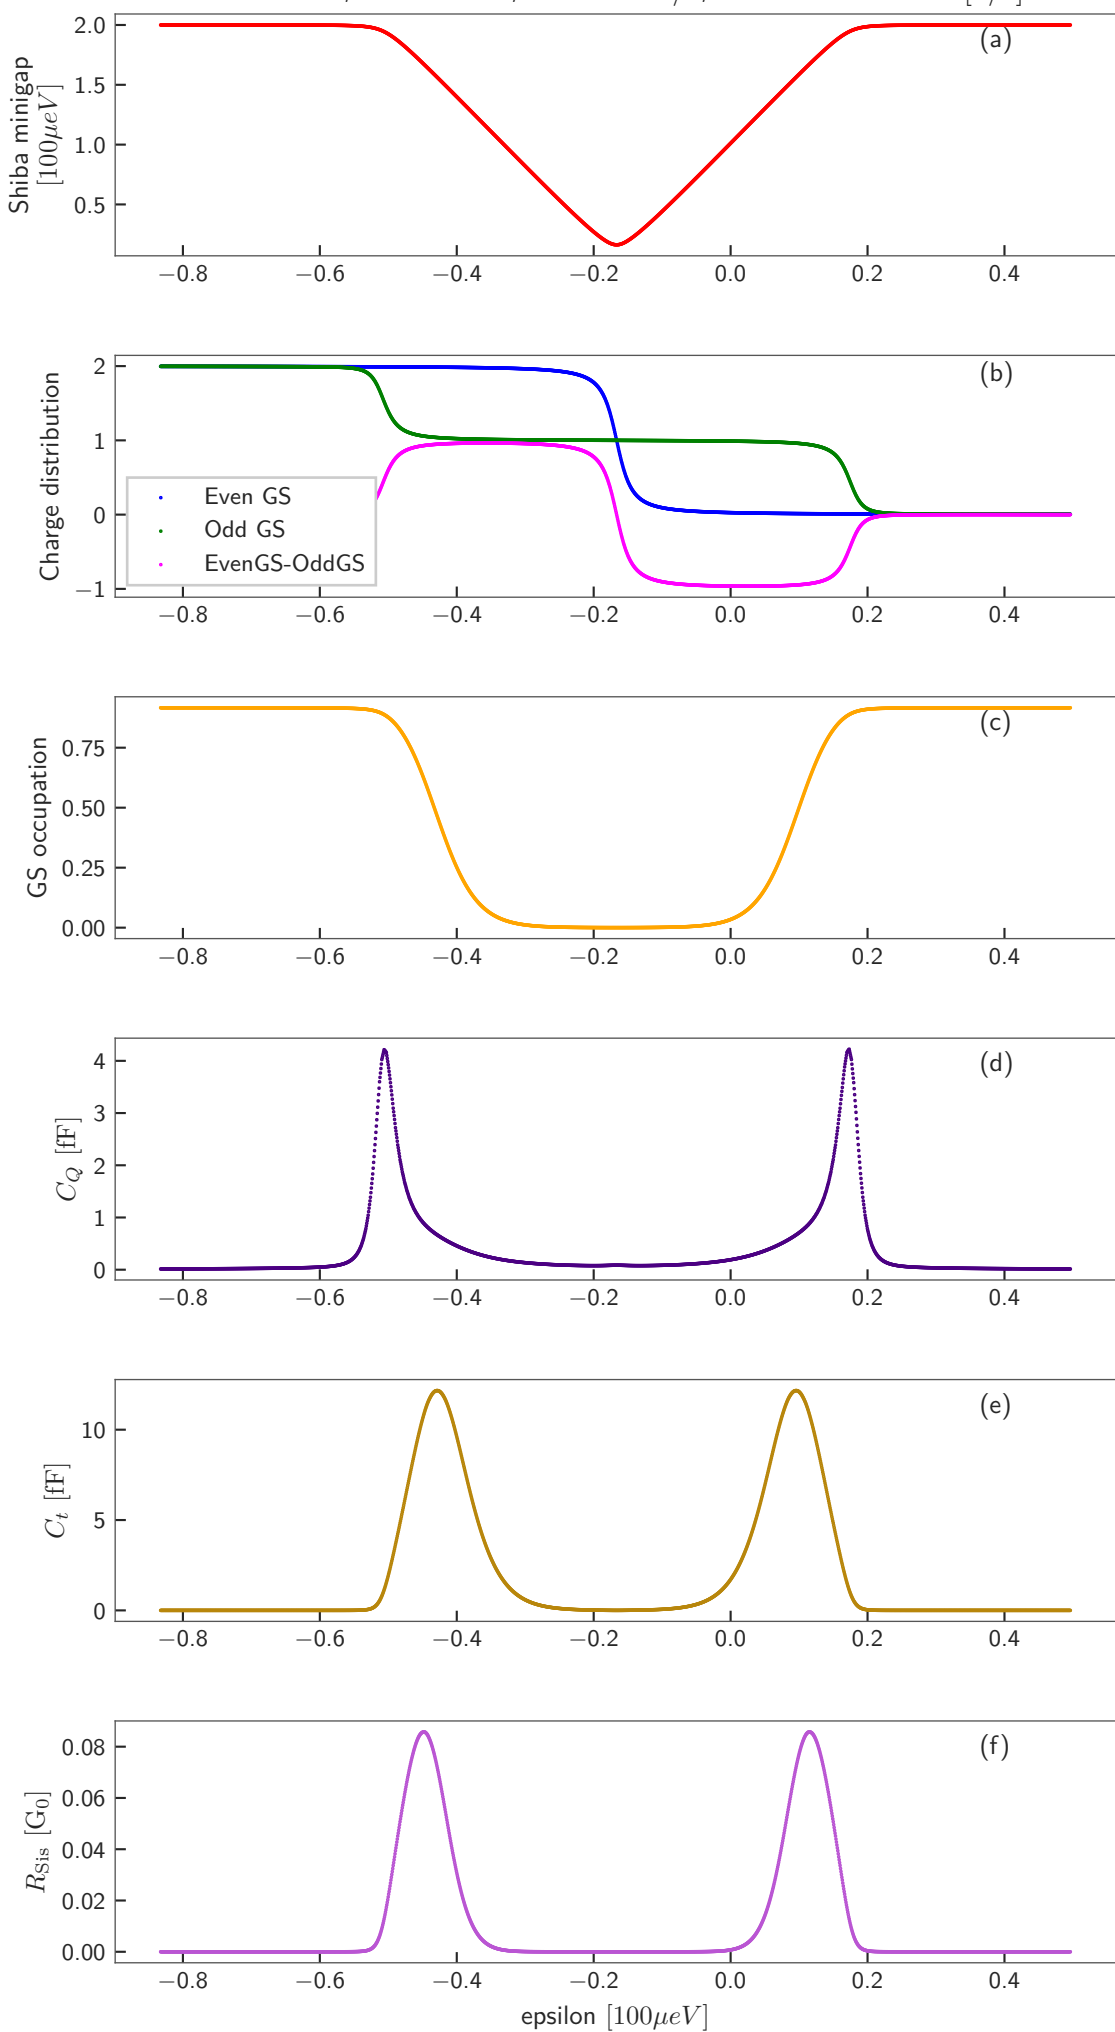 2.0
(a)
1.5
1.0
0.5
Shiba minigap
[100μeV]
−0.8 −0.6 −0.4 −0.2 0.0 0.2 0.4
2
(b)
1
0
−1
Charge distribution
Even GS
Odd GS
EvenGS-OddGS
−0.8 −0.6 −0.4 −0.2 0.0 0.2 0.4
(c)
0.75
0.50
0.25
0.00
GS occupation
−0.8 −0.6 −0.4 −0.2 0.0 0.2 0.4
4
(d)
3
2
1
0
C_Q [fF]
−0.8 −0.6 −0.4 −0.2 0.0 0.2 0.4
(e)
10
5
0
C_t [fF]
−0.8 −0.6 −0.4 −0.2 0.0 0.2 0.4
0.08
(f)
0.06
0.04
0.02
0.00
R_Sis [G0]
−0.8 −0.6 −0.4 −0.2 0.0 0.2 0.4
epsilon [100μeV]